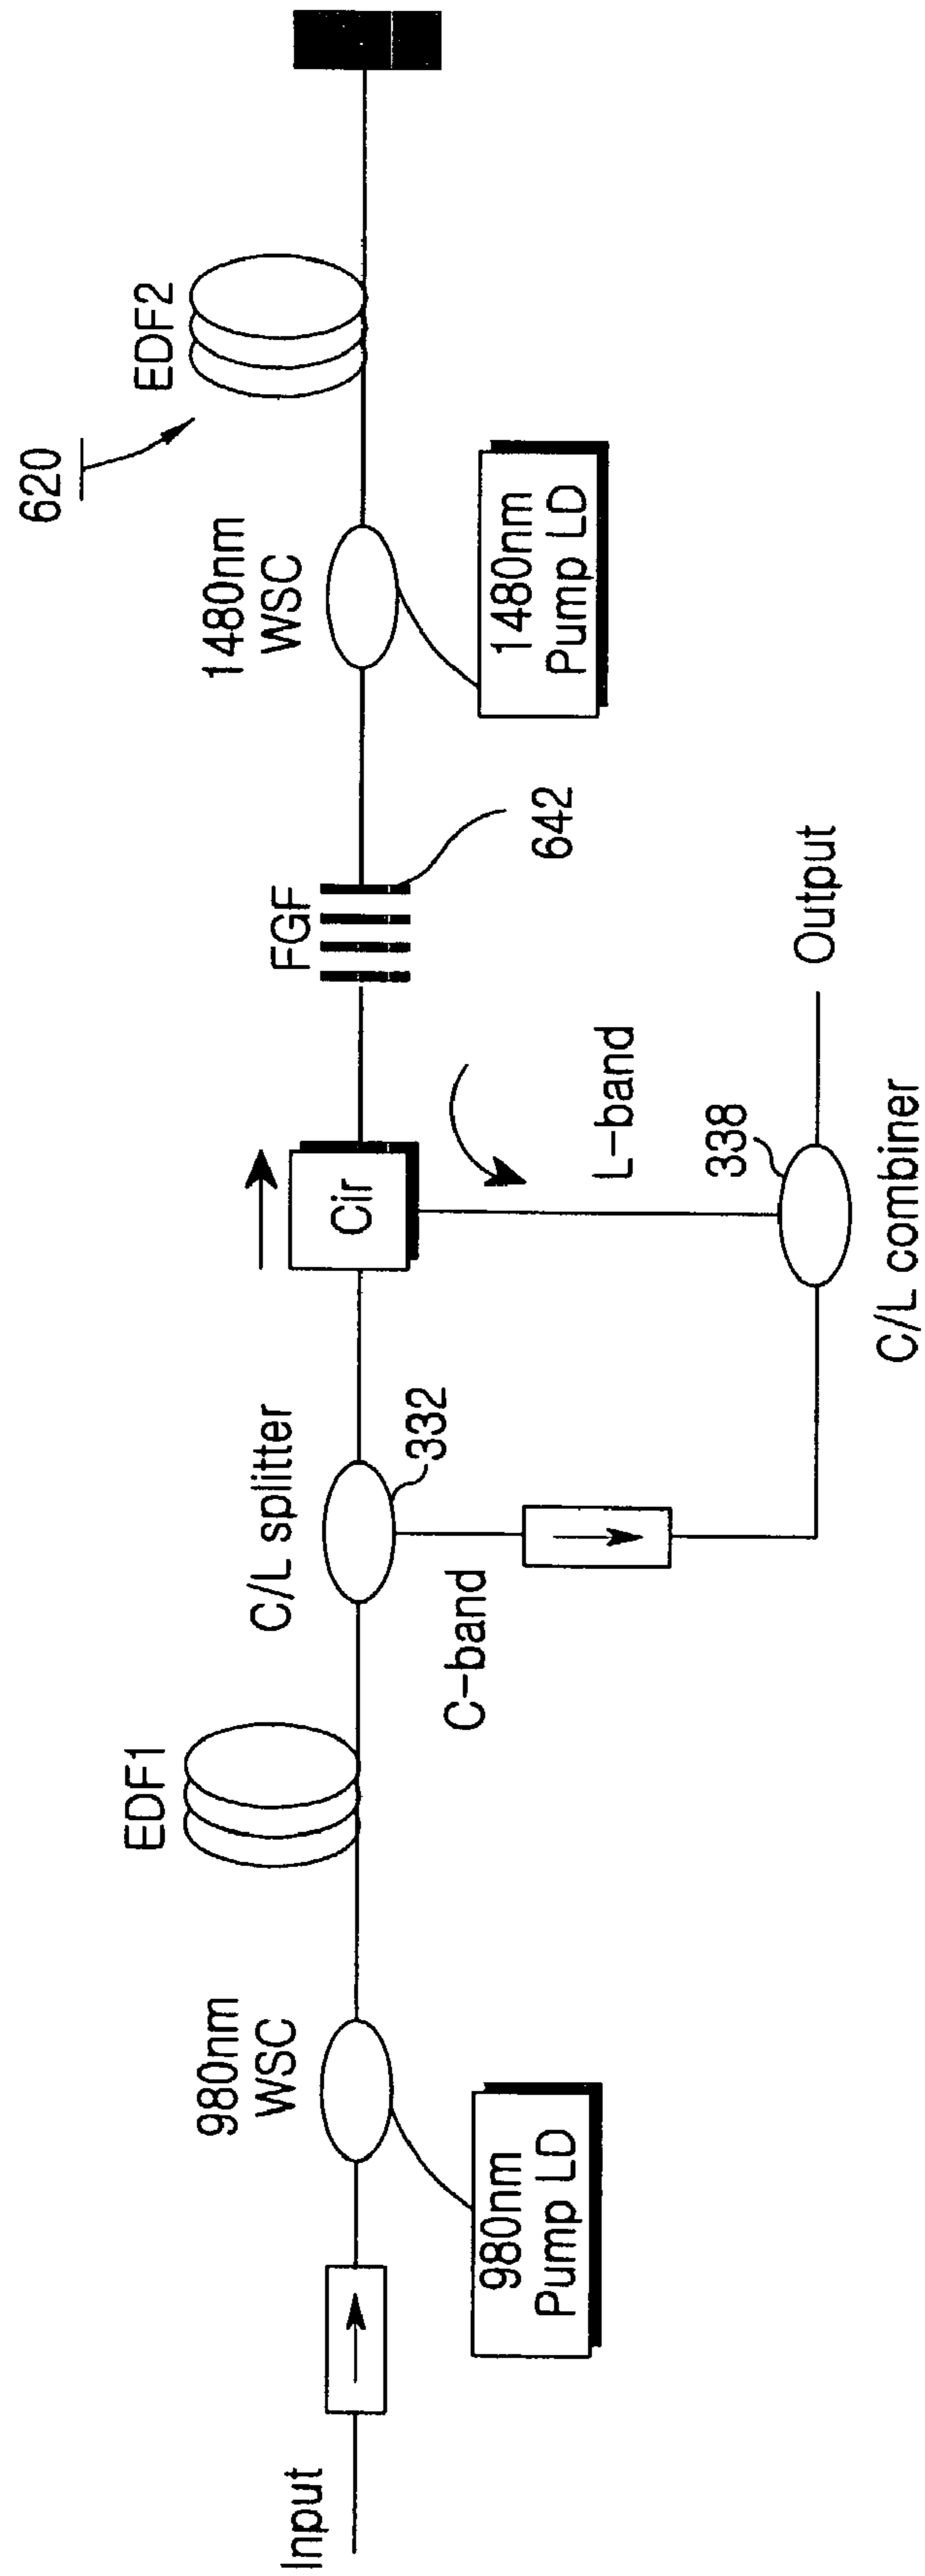 Input
980nm
WSC
980nm
Pump LD
EDF1
C/L splitter
332
C-band
Cir
L-band
338
C/L combiner
Output
FGF
642
1480nm
WSC
1480nm
Pump LD
620
EDF2